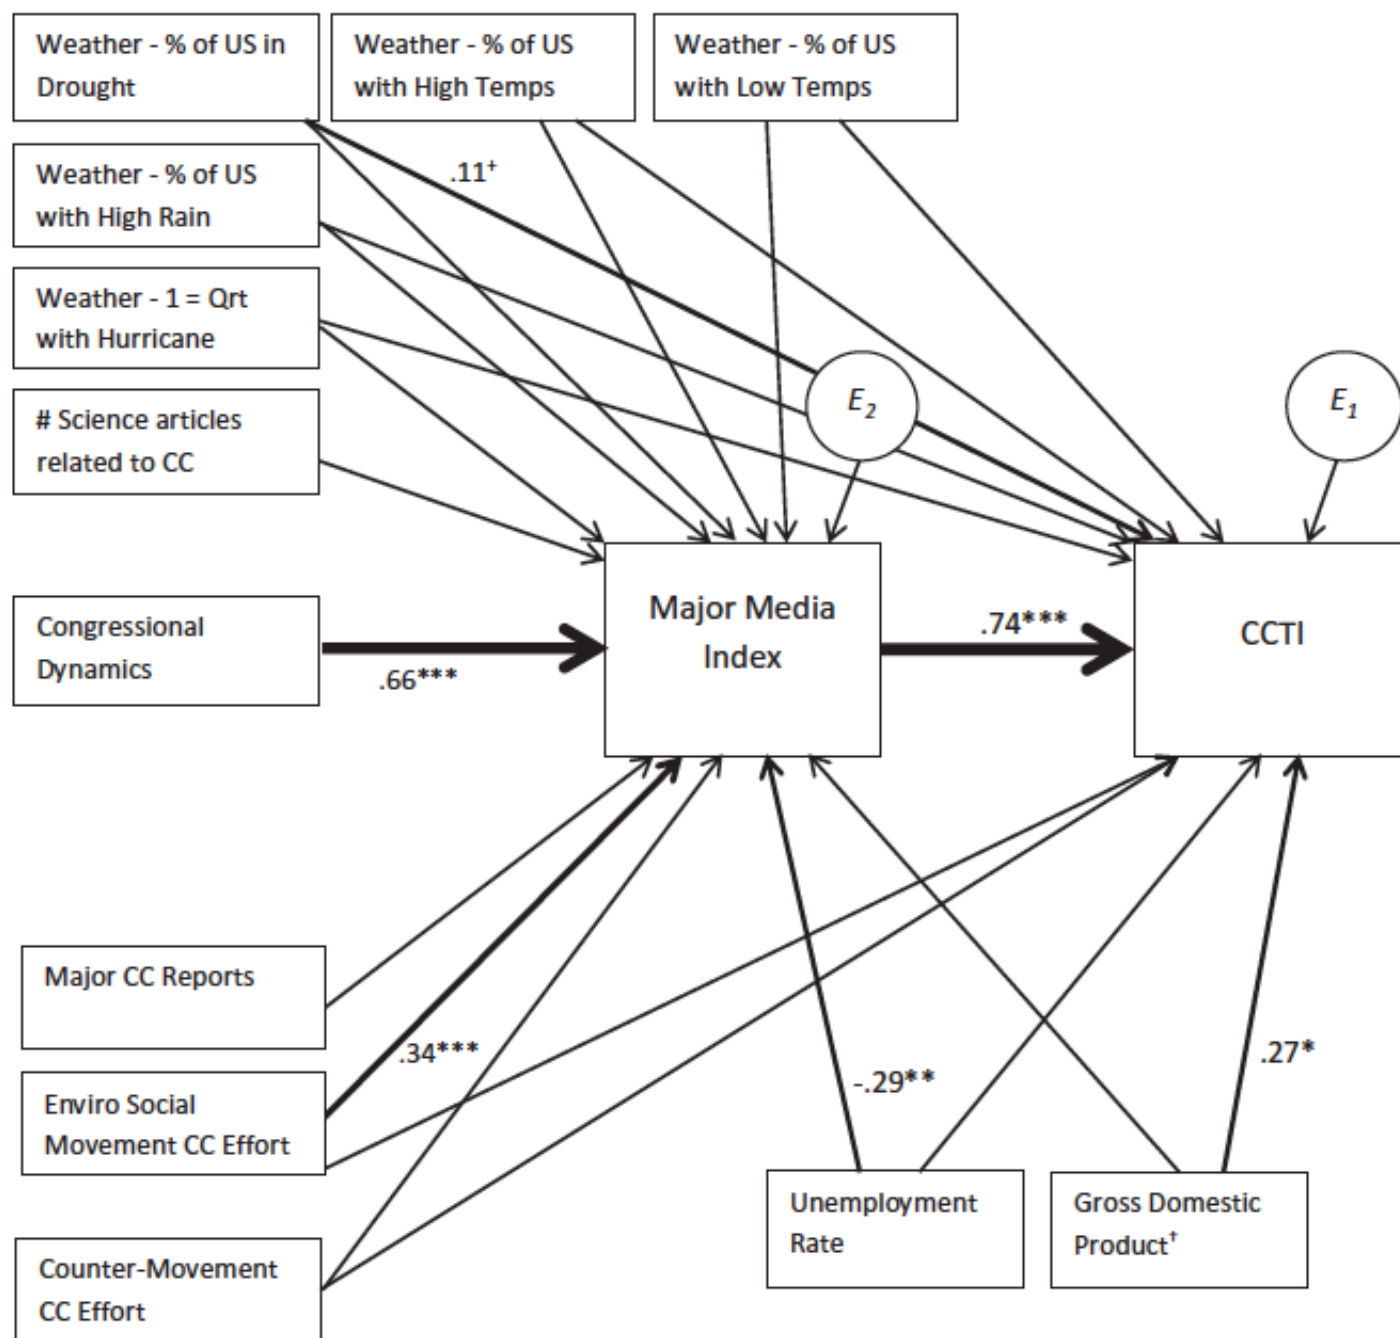 Weather - % of US in
Drought
Weather - % of US
with High Temps
Weather - % of US
with Low Temps
.11⁺
Weather - % of US
with High Rain
Weather - 1 = Qrt
with Hurricane
# Science articles
related to CC
E₂
E₁
Congressional
Dynamics
.66***
Major Media
Index
.74***
CCTI
Major CC Reports
.34***
Enviro Social
Movement CC Effort
-.29**
.27*
Unemployment
Rate
Gross Domestic
Product†
Counter-Movement
CC Effort